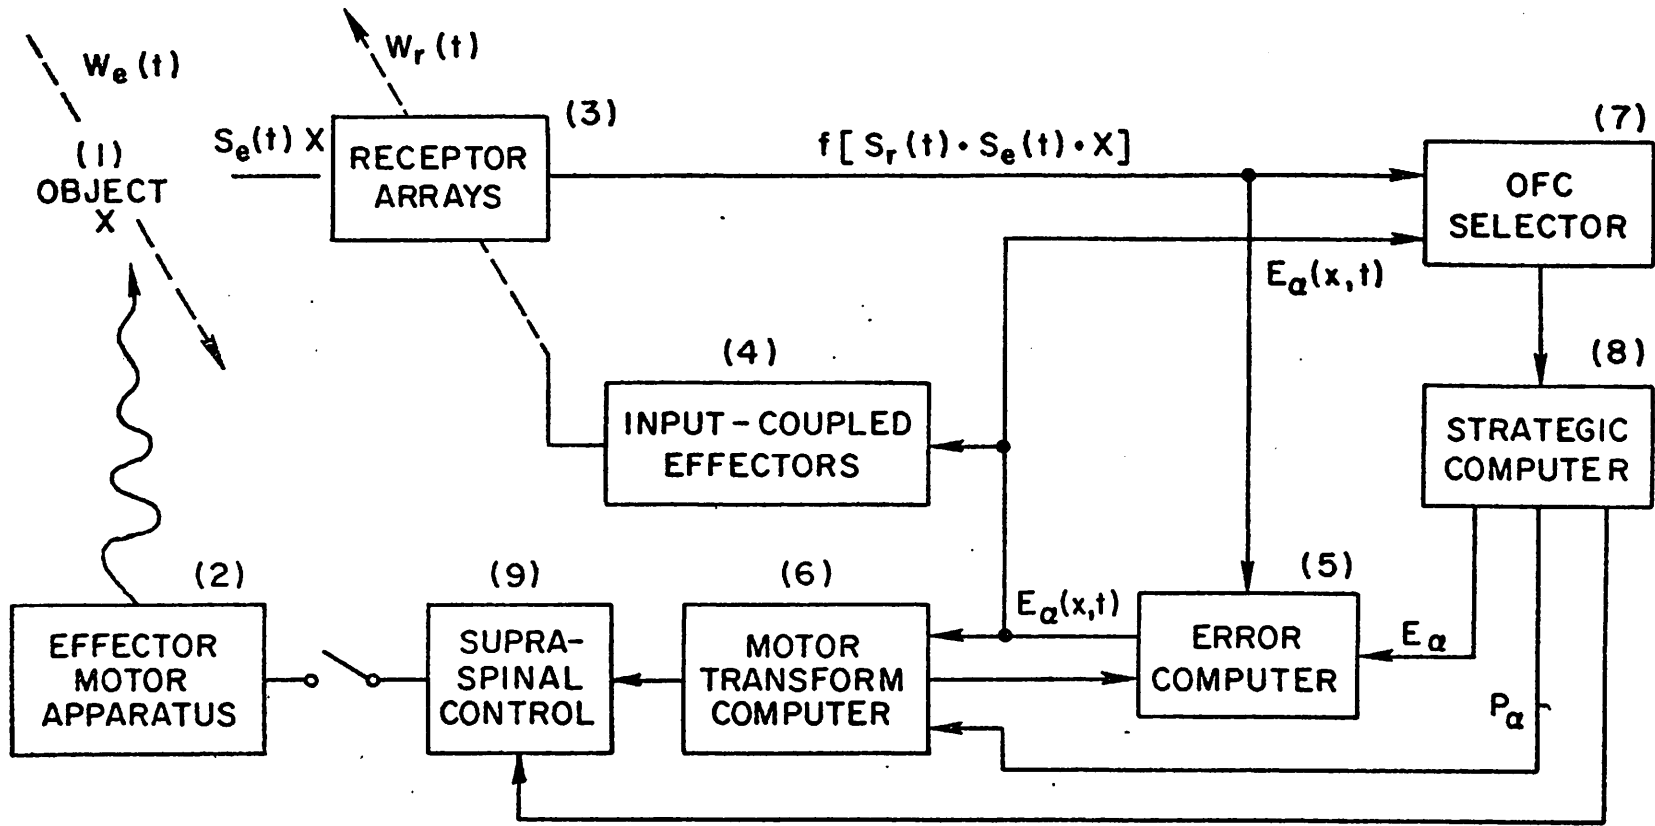 W_e (t)
W_r (t)
(1)
OBJECT
X
S_e(t) X
(3)
RECEPTOR
ARRAYS
f [ S_r (t) · S_e (t) · X ]
(7)
OFC
SELECTOR
E_α(x,t)
(4)
INPUT-COUPLED
EFFECTORS
(8)
STRATEGIC
COMPUTER
(2)
EFFECTOR
MOTOR
APPARATUS
(9)
SUPRA-
SPINAL
CONTROL
(6)
MOTOR
TRANSFORM
COMPUTER
E_α(x,t)
(5)
ERROR
COMPUTER
E_α
P_α